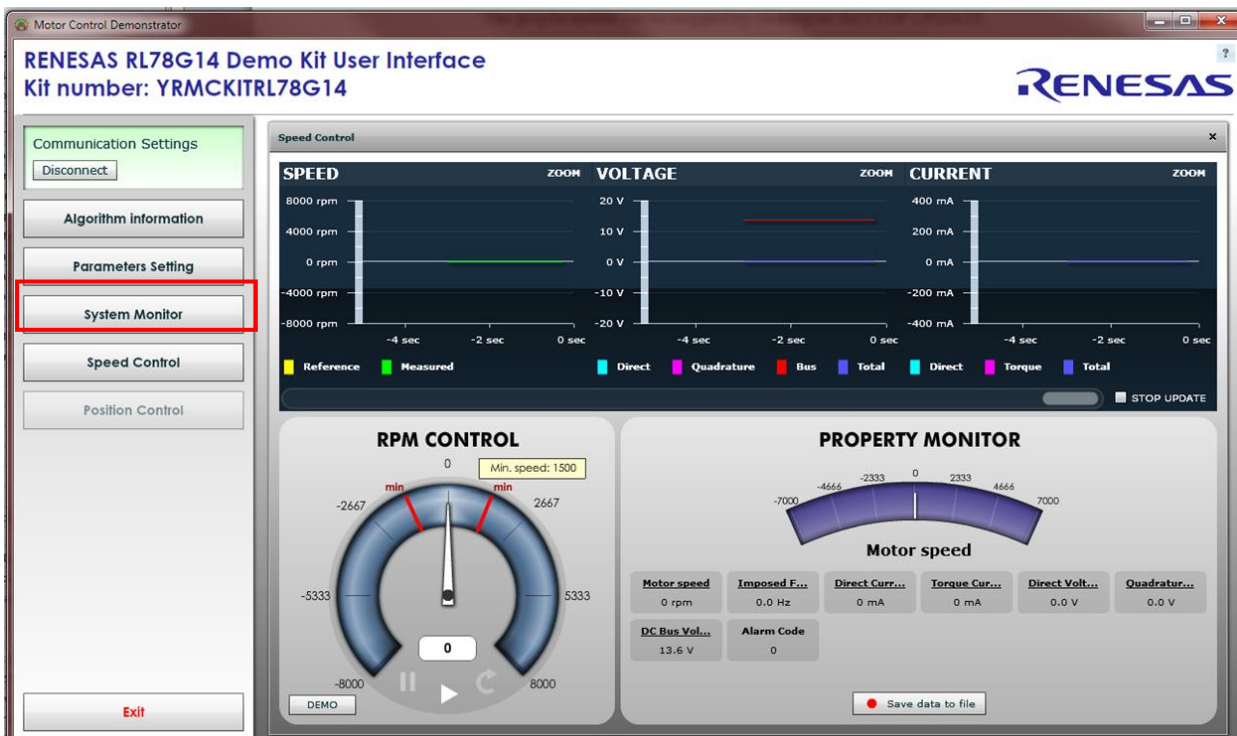 Motor Control Demonstrator
RENESAS RL78G14 Demo Kit User Interface
Kit number: YRMCKITRL78G14
?
RENESAS
Communication Settings
Disconnect
Algorithm information
Parameters Setting
System Monitor
Speed Control
Position Control
Exit
Speed Control
x
SPEED ZOOM
8000 rpm
4000 rpm
0 rpm
-4000 rpm
-8000 rpm
-4 sec -2 sec 0 sec
Reference Measured
VOLTAGE ZOOM
20 V
10 V
0 V
-10 V
-20 V
-4 sec -2 sec 0 sec
Direct Quadrature Bus Total
CURRENT ZOOM
400 mA
200 mA
0 mA
-200 mA
-400 mA
-4 sec -2 sec 0 sec
Direct Torque Total
STOP UPDATE
RPM CONTROL
0
Min. speed: 1500
min min
-2667 2667
-5333 5333
0
-8000 8000
DEMO
PROPERTY MONITOR
-7000 -4666 -2333 0 2333 4666 7000
Motor speed
Motor speed Imposed F... Direct Curr... Torque Cur... Direct Volt... Quadratur...
0 rpm 0.0 Hz 0 mA 0 mA 0.0 V 0.0 V
DC Bus Vol... Alarm Code
13.6 V 0
Save data to file